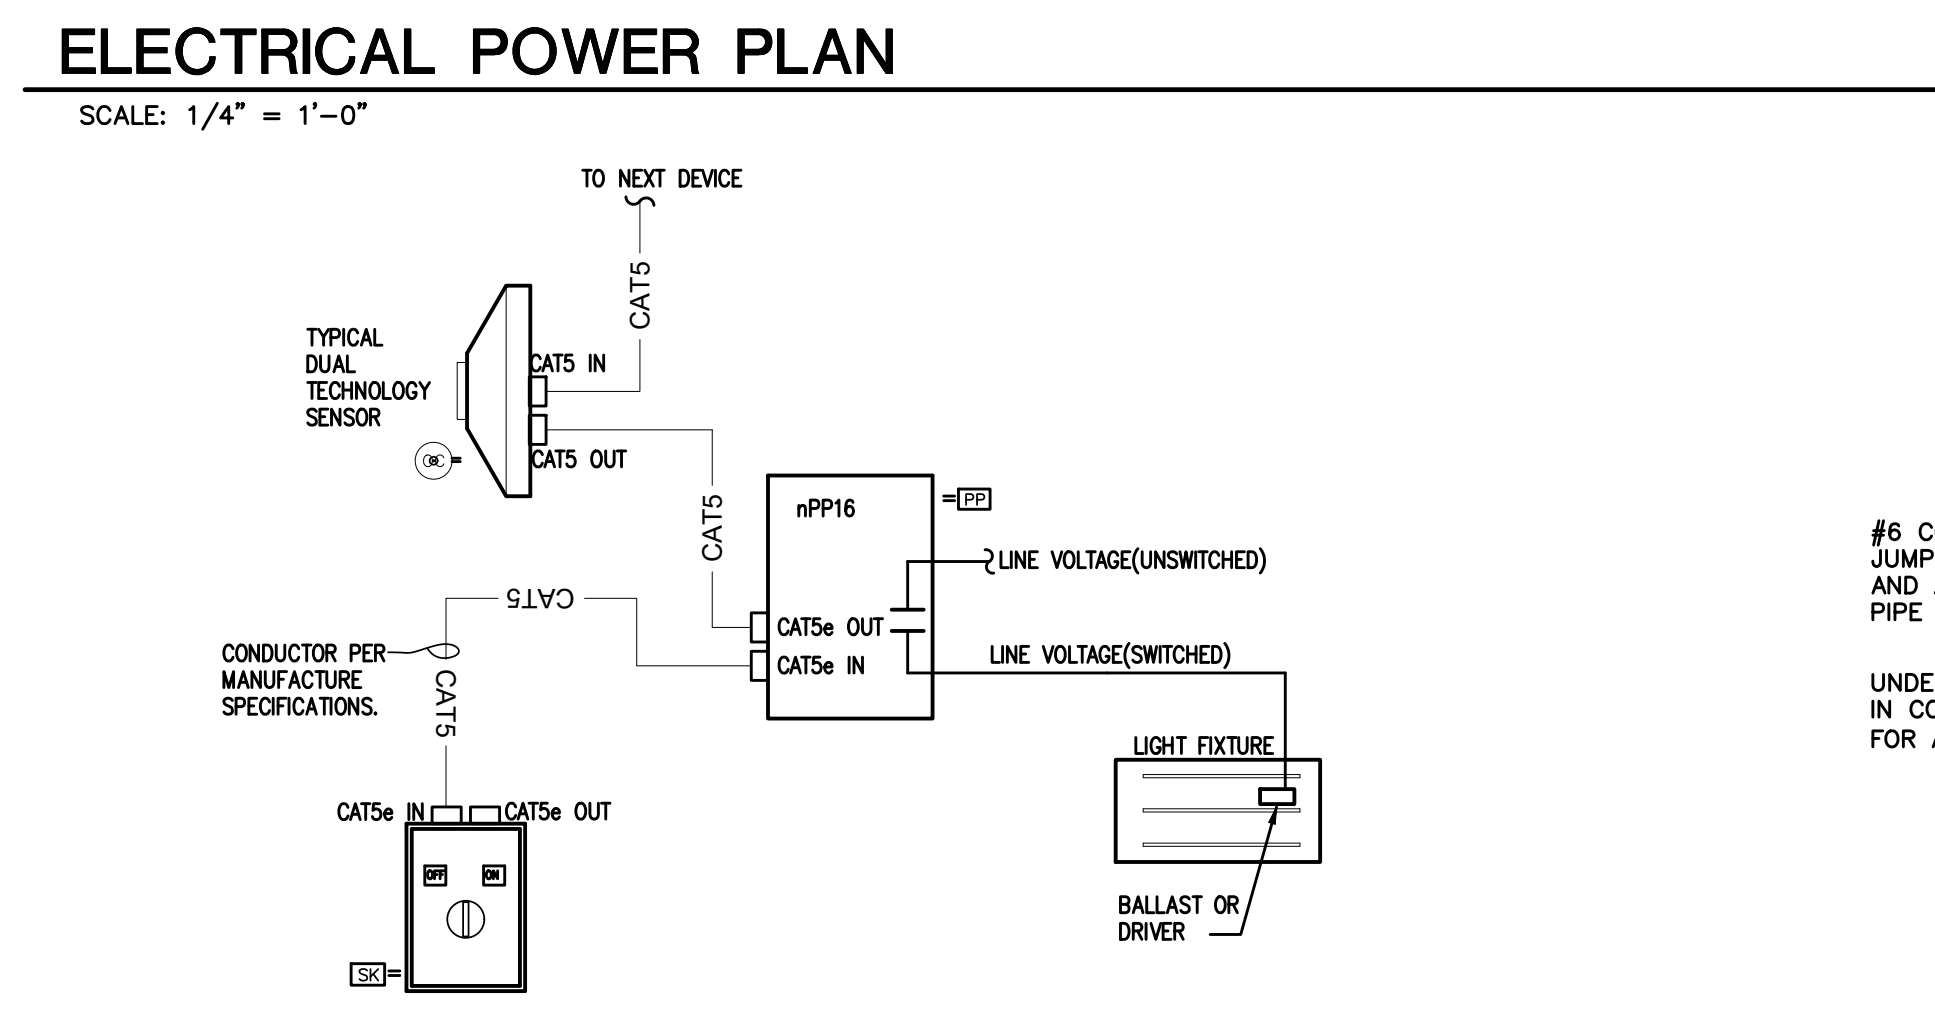 ELECTRICAL POWER PLAN
SCALE: 1/4" = 1'-0"
TO NEXT DEVICE
CAT5
TYPICAL
DUAL
TECHNOLOGY
SENSOR
CAT5 IN
CAT5 OUT
=
CAT5
nPP16
= PP
LINE VOLTAGE(UNSWITCHED)
CAT5e OUT
CAT5e IN
LINE VOLTAGE(SWITCHED)
CAT5
CONDUCTOR PER
MANUFACTURE
SPECIFICATIONS.
CAT5
CAT5e IN
CAT5e OUT
OFF
ON
SK =
LIGHT FIXTURE
BALLAST OR
DRIVER
#6
JUMP
AND
PIPE
UNDE
IN
FOR